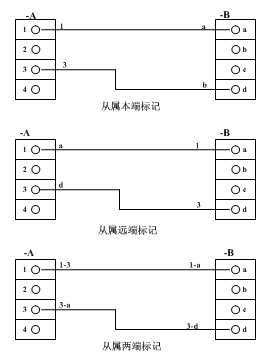 -A -B
1 1 a a
2 b
3 3 c
4 b d
从属本端标记
-A -B
1 a 1 a
2 b
3 d c
4 3 d
从属远端标记
-A -B
1 1-3 1-a a
2 b
3 3-a c
4 3-d d
从属两端标记